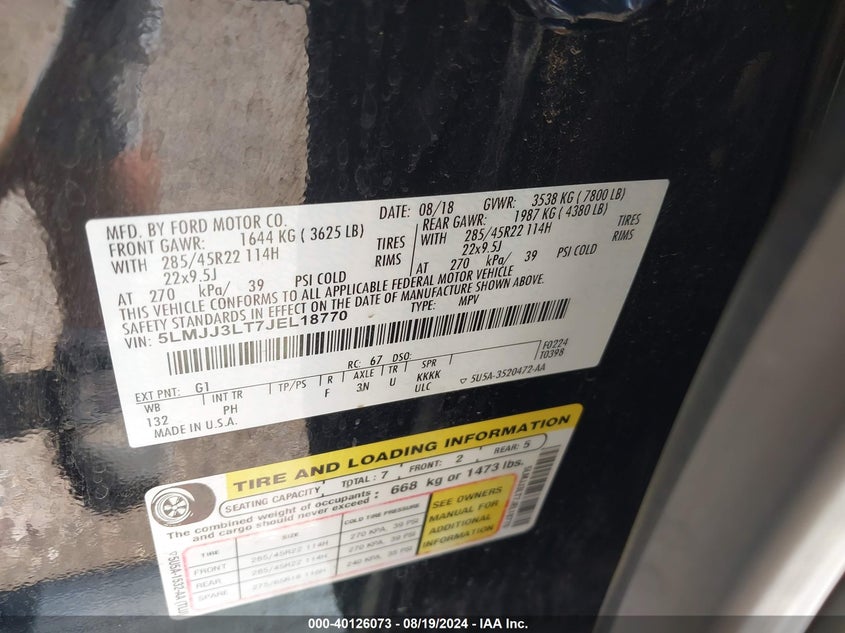 MFD. BY FORD MOTOR CO.
DATE: 08/18 GVWR: 3538 KG ( 7800 LB)
FRONT GAWR: 1644 KG ( 3625 LB)
REAR GAWR: 1987 KG ( 4380 LB)
WITH 285/45R22 114H TIRES
WITH 285/45R22 114H TIRES
22x9.5J RIMS
22x9.5J RIMS
AT 270 kPa/ 39 PSI COLD
AT 270 kPa/ 39 PSI COLD
THIS VEHICLE CONFORMS TO ALL APPLICABLE FEDERAL MOTOR VEHICLE
SAFETY STANDARDS IN EFFECT ON THE DATE OF MANUFACTURE SHOWN ABOVE.
VIN: 5LMJJ3LT7JEL18770 TYPE: MPV
F0224
T0398
EXT PNT: G1 RC: 67 DSO:
WB INT TR TP/PS R AXLE TR SPR
132 PH F 3N U KKKK
ULC
MADE IN U.S.A.
▽ 5U5A-3520472-AA
TIRE AND LOADING INFORMATION
SEATING CAPACITY TOTAL: 7 FRONT: 2 REAR: 5
The combined weight of occupants and cargo should never exceed : 668 kg or 1473 lbs.
TIRE SIZE COLD TIRE PRESSURE
FRONT 285/45R22 114H 270 KPA, 39 PSI
REAR 285/45R22 114H 270 KPA, 39 PSI
SPARE
SEE OWNERS
MANUAL FOR
ADDITIONAL
INFORMATION
000-40126073 - 08/19/2024 - IAA Inc.